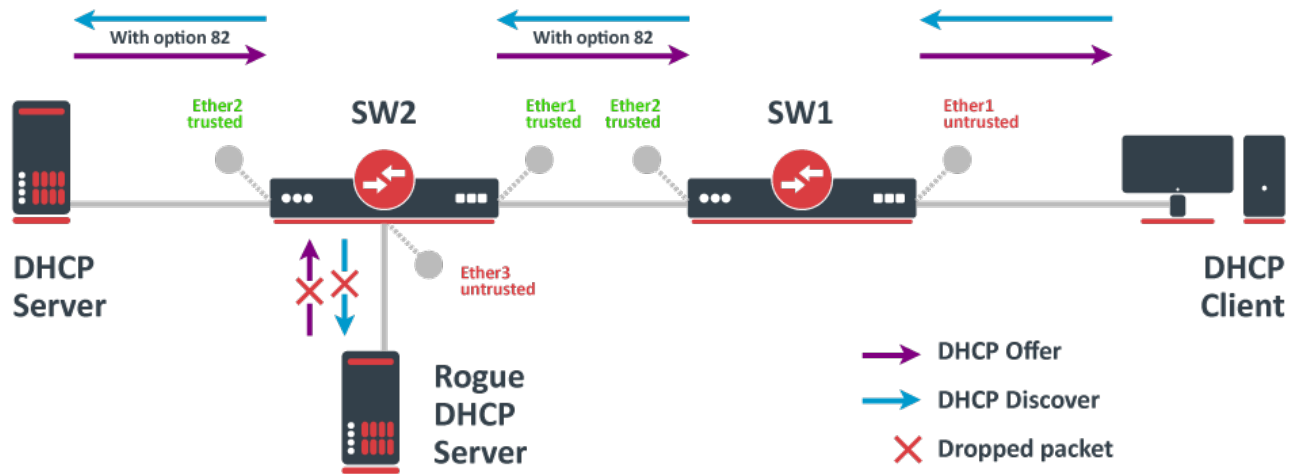 With option 82
With option 82
Ether2
trusted
SW2
Ether1
trusted
Ether2
trusted
SW1
Ether1
untrusted
DHCP
Server
Ether3
untrusted
DHCP
Client
Rogue
DHCP
Server
DHCP Offer
DHCP Discover
Dropped packet